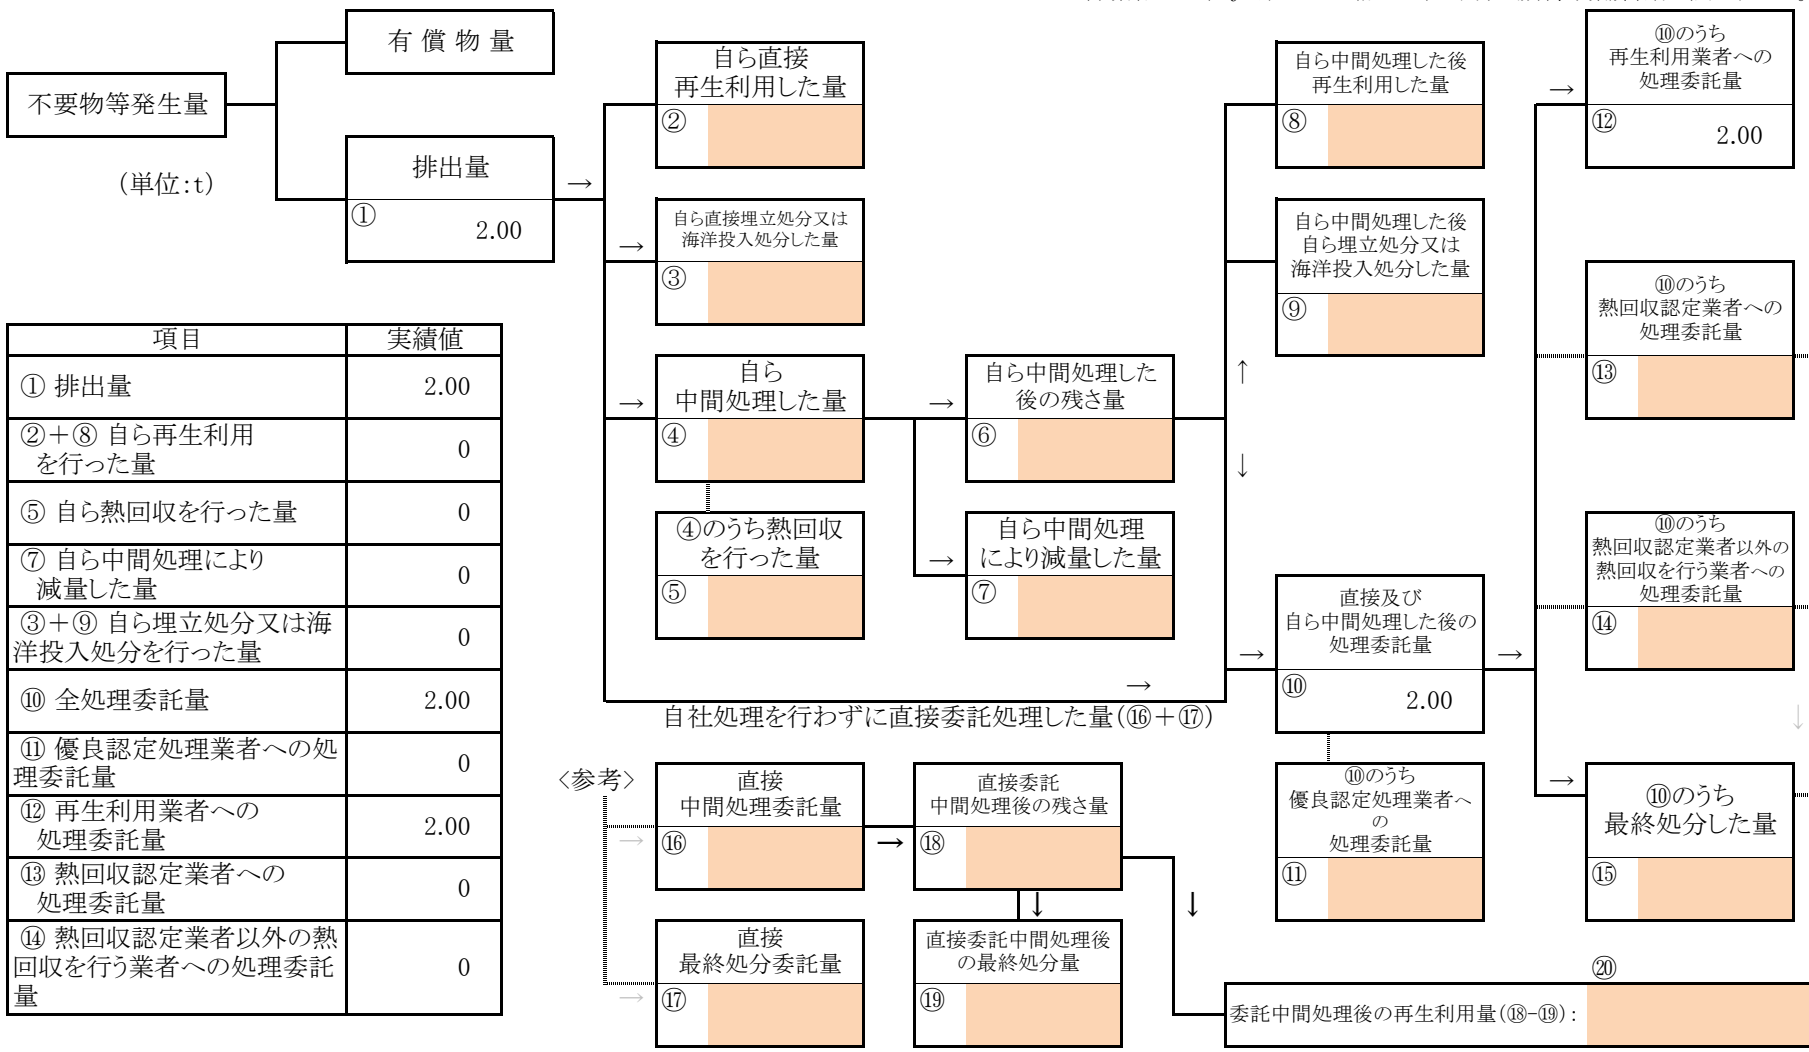 有 償 物 量
不要物等発生量
(単位:t)
排出量
①
2.00
→
自ら直接
再生利用した量
②
→
自ら直接埋立処分又は
海洋投入処分した量
③
→
自ら
中間処理した量
④
④のうち熱回収
を行った量
⑤
→
自ら中間処理した
後の残さ量
⑥
→
自ら中間処理
により減量した量
⑦
自ら中間処理した後
再生利用した量
⑧
自ら中間処理した後
自ら埋立処分又は
海洋投入処分した量
⑨
↑
↓
→
直接及び
自ら中間処理した後の
処理委託量
⑩
2.00
→
→
自社処理を行わずに直接委託処理した量(⑯+⑰)
⑩のうち
優良認定処理業者へ
の
処理委託量
⑪
→
⑩のうち
再生利用業者への
処理委託量
⑫
2.00
⑩のうち
熱回収認定業者への
処理委託量
⑬
⑩のうち
熱回収認定業者以外の
熱回収を行う業者への
処理委託量
⑭
↓
→
⑩のうち
最終処分した量
⑮
項目 実績値
① 排出量 2.00
②+⑧ 自ら再生利用
を行った量 0
⑤ 自ら熱回収を行った量 0
⑦ 自ら中間処理により
減量した量 0
③+⑨ 自ら埋立処分又は海
洋投入処分を行った量 0
⑩ 全処理委託量 2.00
⑪ 優良認定処理業者への処
理委託量 0
⑫ 再生利用業者への
処理委託量 2.00
⑬ 熱回収認定業者への
処理委託量 0
⑭ 熱回収認定業者以外の熱
回収を行う業者への処理委託
量 0
<参考>
→
直接
中間処理委託量
⑯
→
直接委託
中間処理後の残さ量
⑱
↓
↓
→
直接
最終処分委託量
⑰
直接委託中間処理後
の最終処分量
⑲
⑳
委託中間処理後の再生利用量(⑱-⑲):